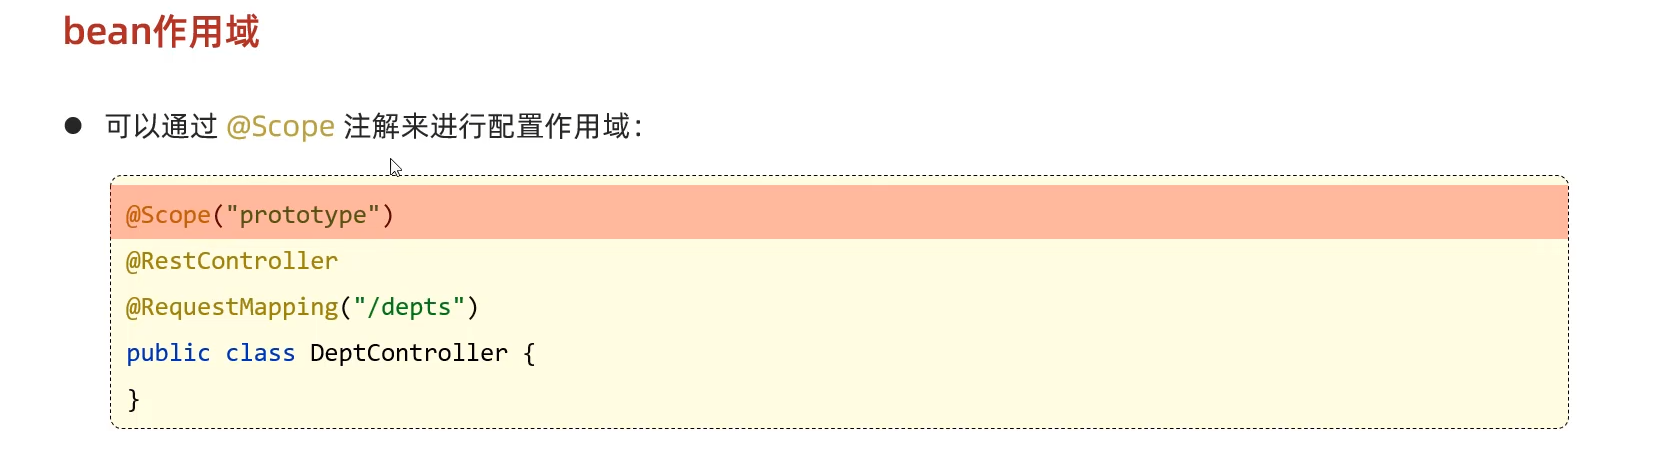 bean作用域
可以通过 @Scope 注解来进行配置作用域：
@Scope("prototype")
@RestController
@RequestMapping("/depts")
public class DeptController {
}